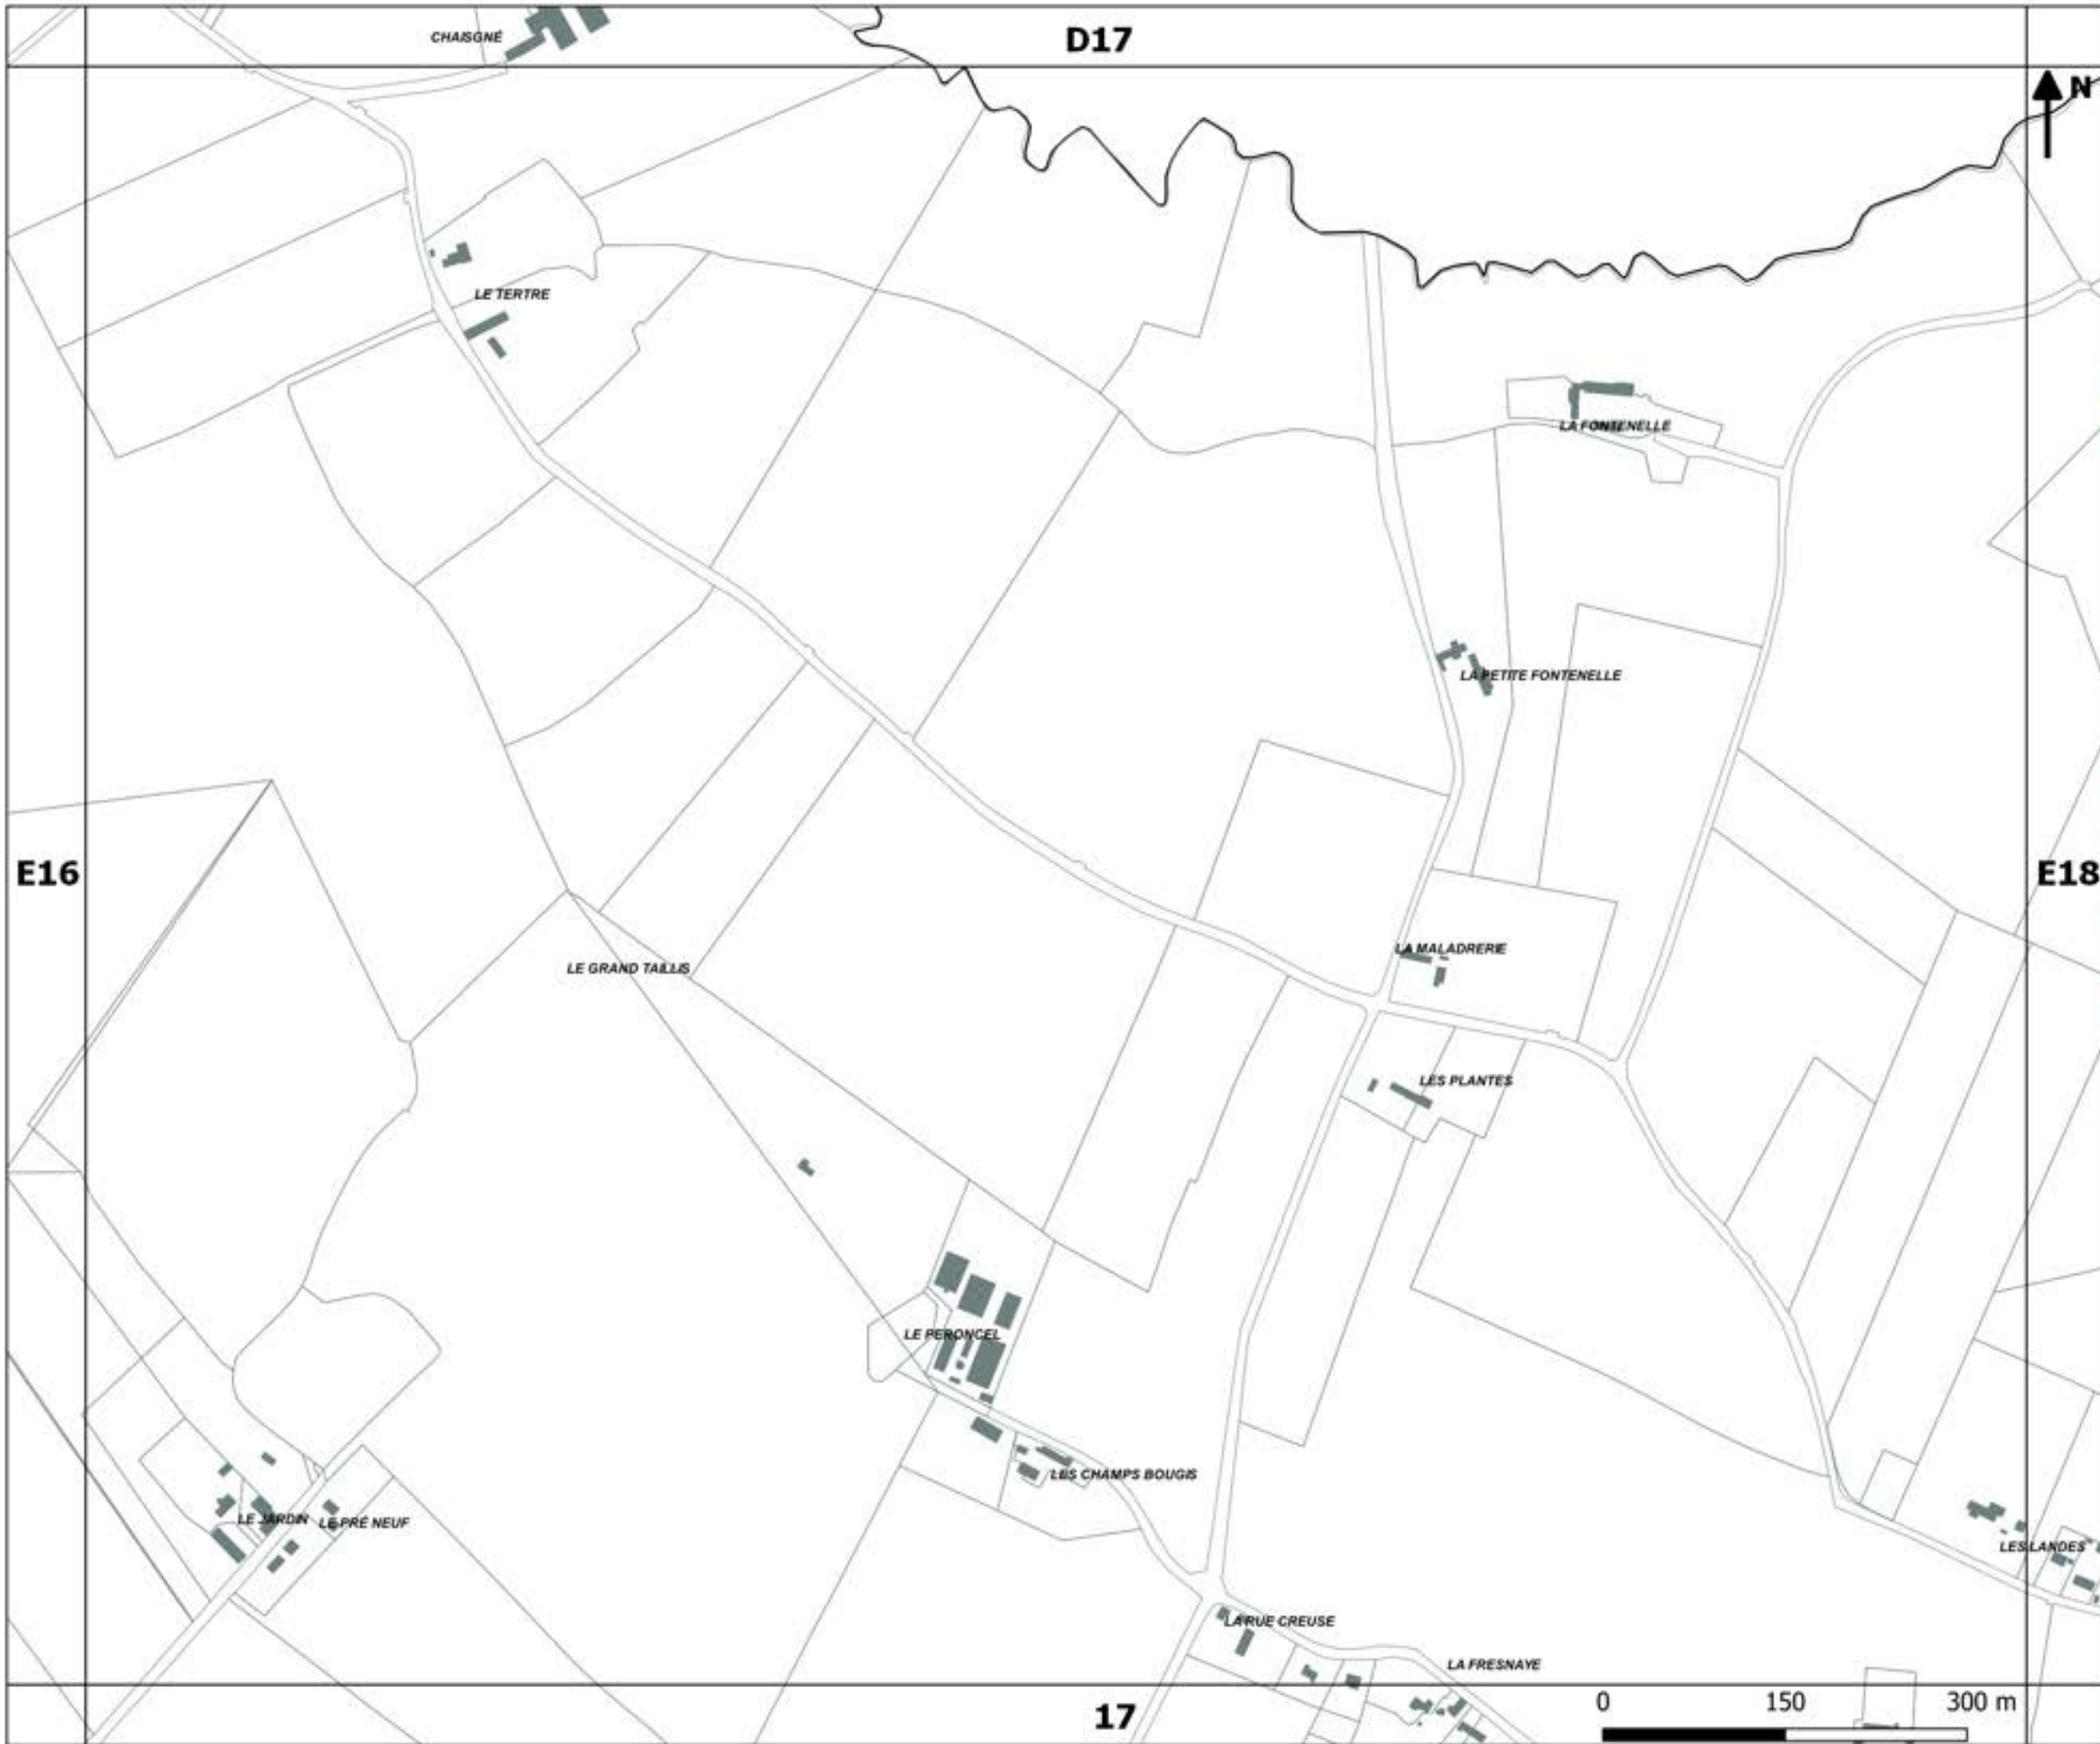 CHAISGNÉ
D17
N
LE TERTRE
LA FONTENELLE
LA PETITE FONTENELLE
E16
E18
LA MALADRERIE
LE GRAND TAILLIS
LES PLANTES
LE PERONCEL
LES CHAMPS BOUGIS
LE JARDIN
LE PRÉ NEUF
LES LANDES
LA RUE CREUSE
LA FRESNAYE
17
0 150 300 m